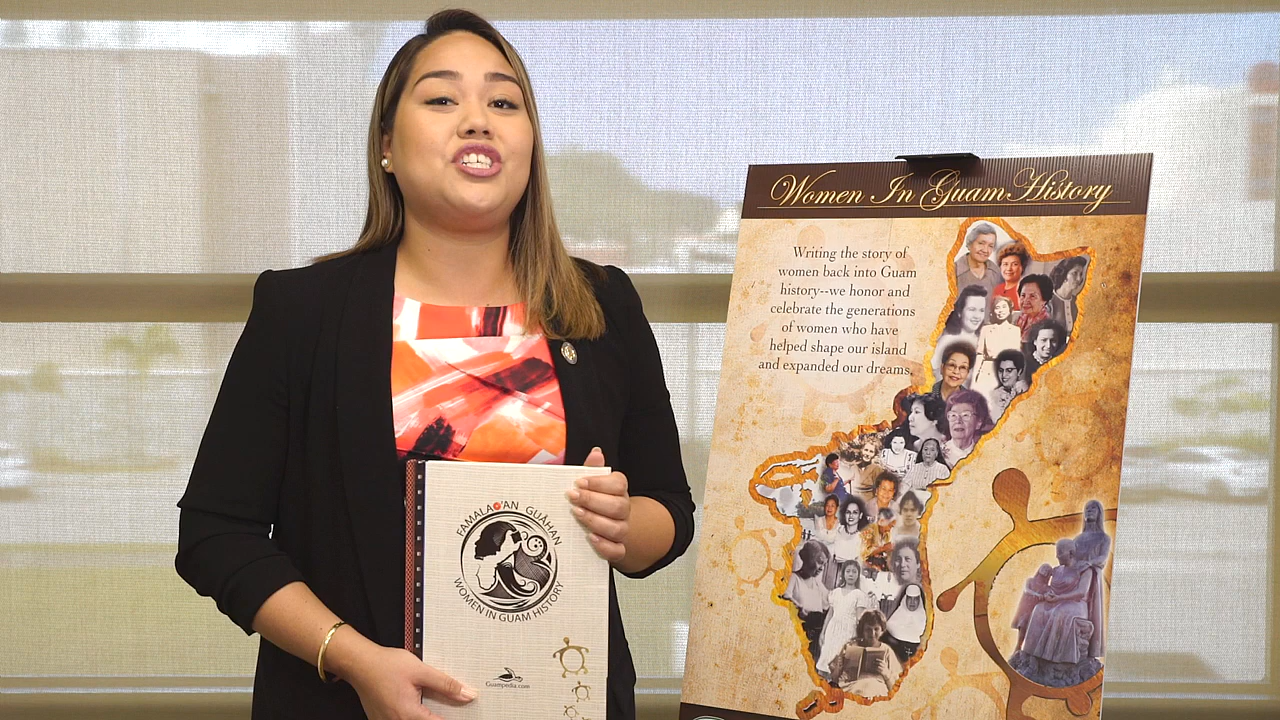 Women In Guam History
Writing the story of
women back into Guam
history--we honor and
celebrate the generations
of women who have
helped shape our island
and expanded our dreams.
FAMALAO'AN GUÅHAN
WOMEN IN GUAM HISTORY
Guampedia.com